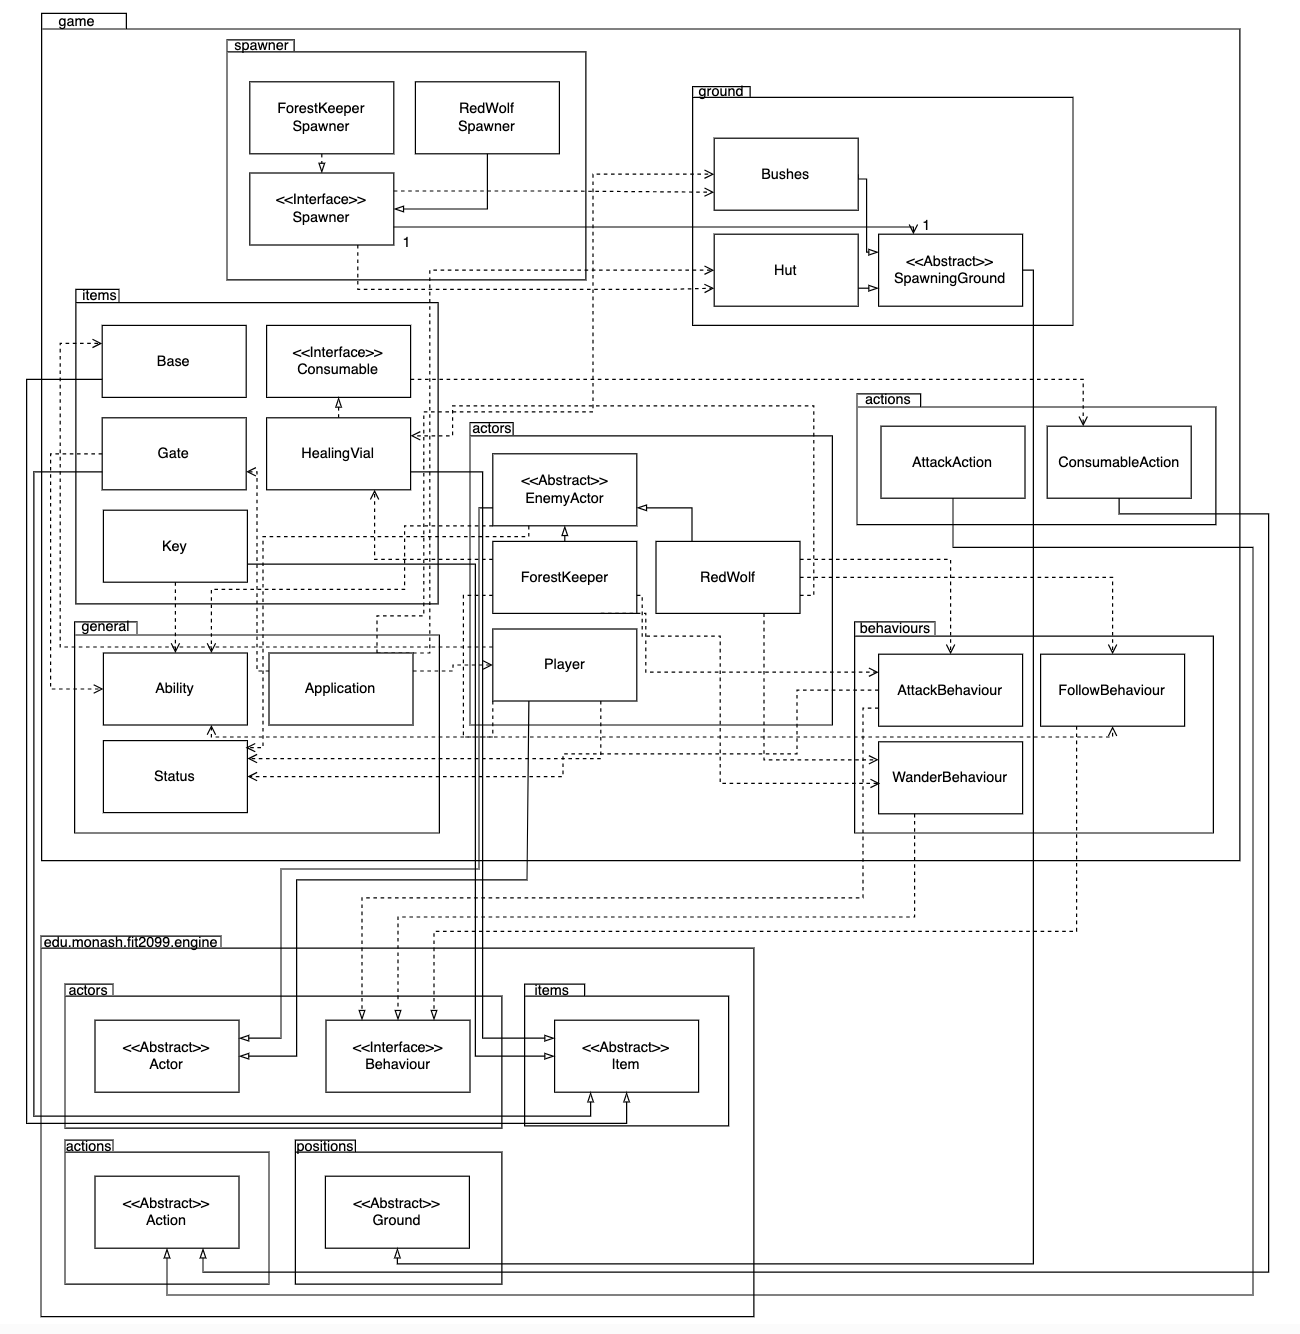 game
spawner
ForestKeeper
Spawner
RedWolf
Spawner
<<Interface>>
Spawner
1
ground
Bushes
Hut
1
<<Abstract>>
SpawningGround
items
Base
<<Interface>>
Consumable
Gate
HealingVial
Key
actors
<<Abstract>>
EnemyActor
ForestKeeper
RedWolf
Player
actions
AttackAction
ConsumableAction
general
Ability
Application
Status
behaviours
AttackBehaviour
FollowBehaviour
WanderBehaviour
edu.monash.fit2099.engine
actors
<<Abstract>>
Actor
<<Interface>>
Behaviour
items
<<Abstract>>
Item
actions
<<Abstract>>
Action
positions
<<Abstract>>
Ground